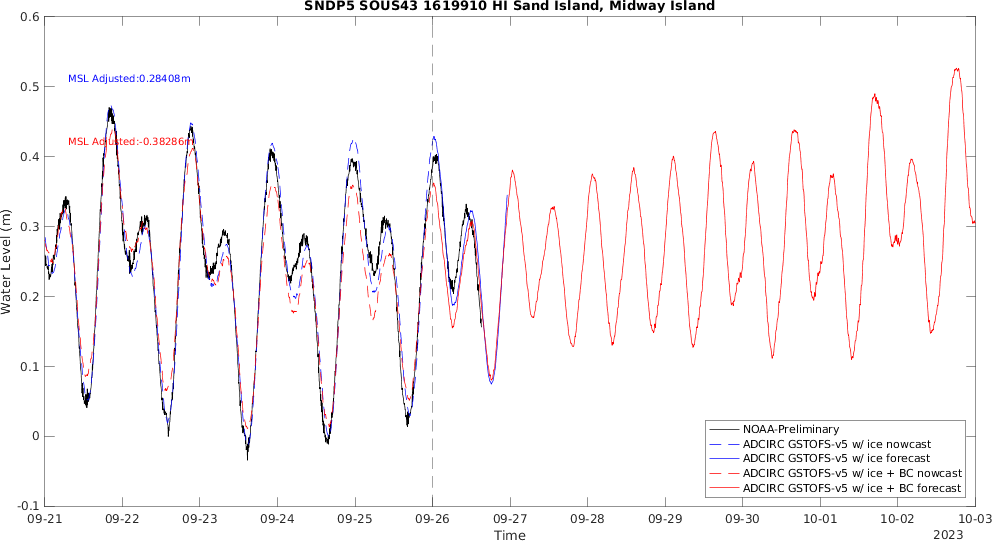 SNDP5 SOUS43 1619910 HI Sand Island, Midway Island
0.6
0.5
0.4
0.3
0.2
0.1
0
-0.1
Water Level (m)
MSL Adjusted:0.28408m
MSL Adjusted:-0.38286m
NOAA-Preliminary
ADCIRC GSTOFS-v5 w/ ice nowcast
ADCIRC GSTOFS-v5 w/ ice forecast
ADCIRC GSTOFS-v5 w/ ice + BC nowcast
ADCIRC GSTOFS-v5 w/ ice + BC forecast
09-21 09-22 09-23 09-24 09-25 09-26 09-27 09-28 09-29 09-30 10-01 10-02 10-03
Time
2023